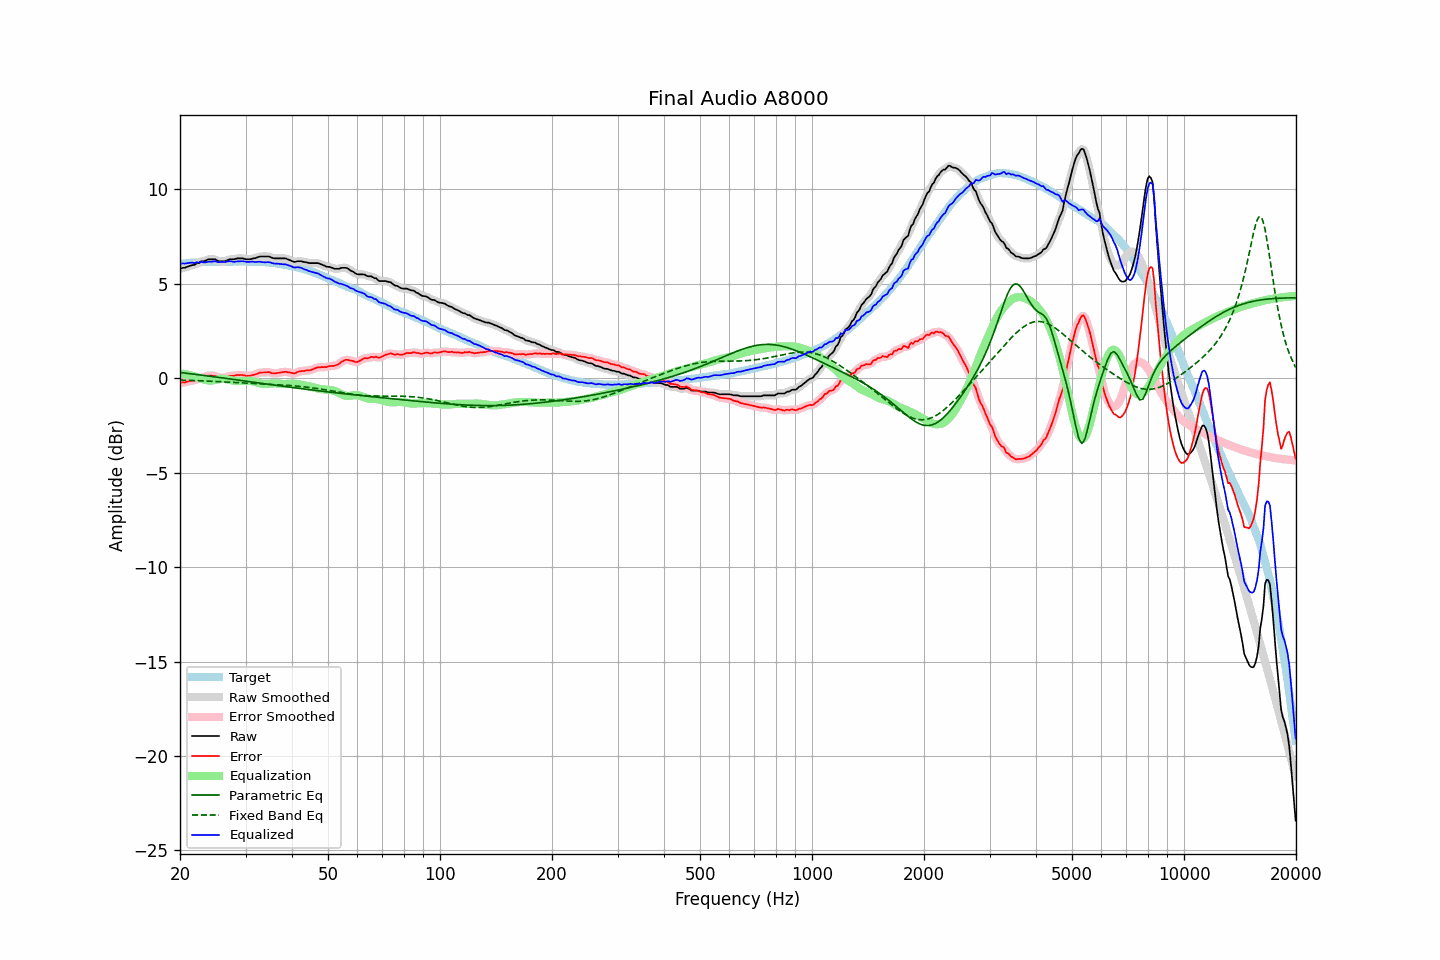 Final Audio A8000
Amplitude (dBr)
10
5
0
−5
−10
−15
−20
−25
Target
Raw Smoothed
Error Smoothed
Raw
Error
Equalization
Parametric Eq
Fixed Band Eq
Equalized
20 50 100 200 500 1000 2000 5000 10000 20000
Frequency (Hz)